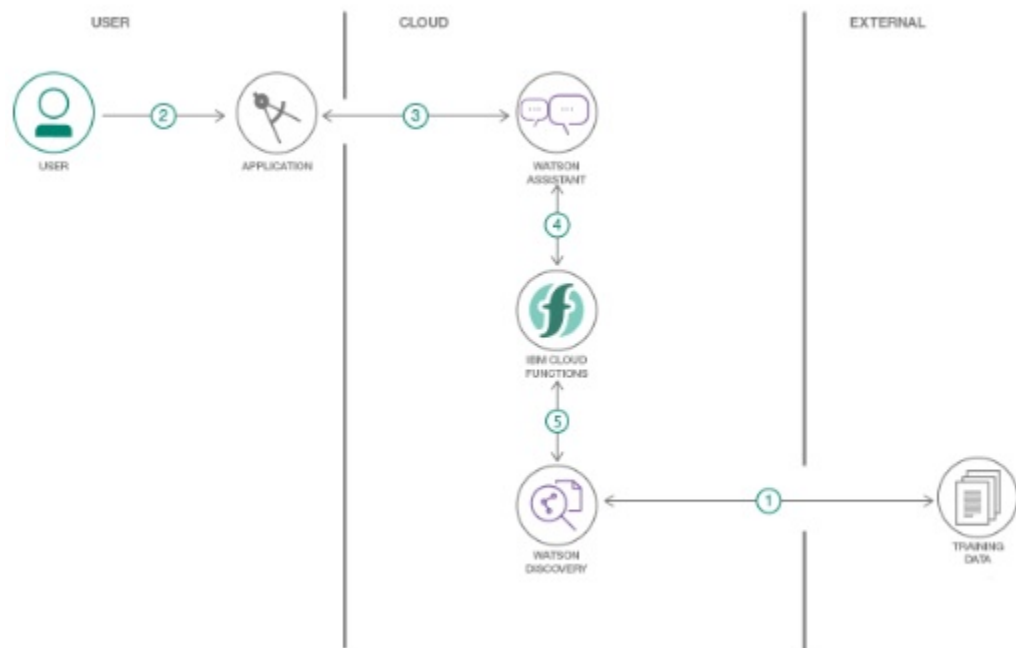 USER
CLOUD
EXTERNAL
2
3
USER
APPLICATION
WATSON
ASSISTANT
4
IBM CLOUD
FUNCTIONS
5
1
WATSON
DISCOVERY
TRAINING
DATA